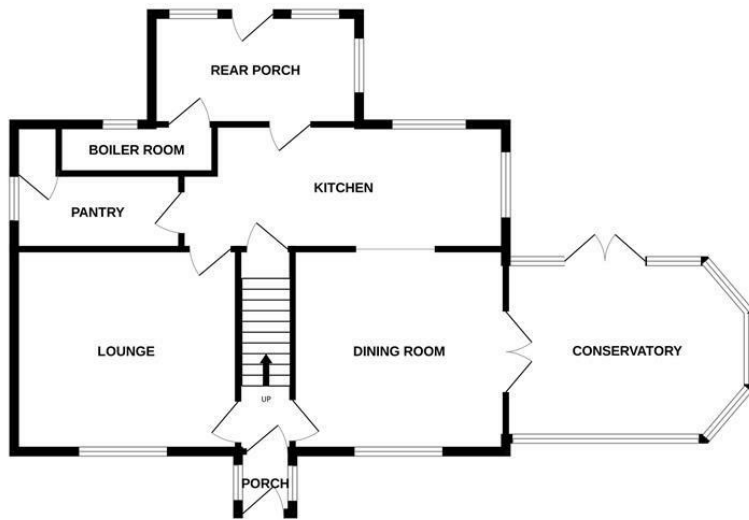 REAR PORCH
BOILER ROOM
KITCHEN
PANTRY
LOUNGE
DINING ROOM
CONSERVATORY
UP
PORCH